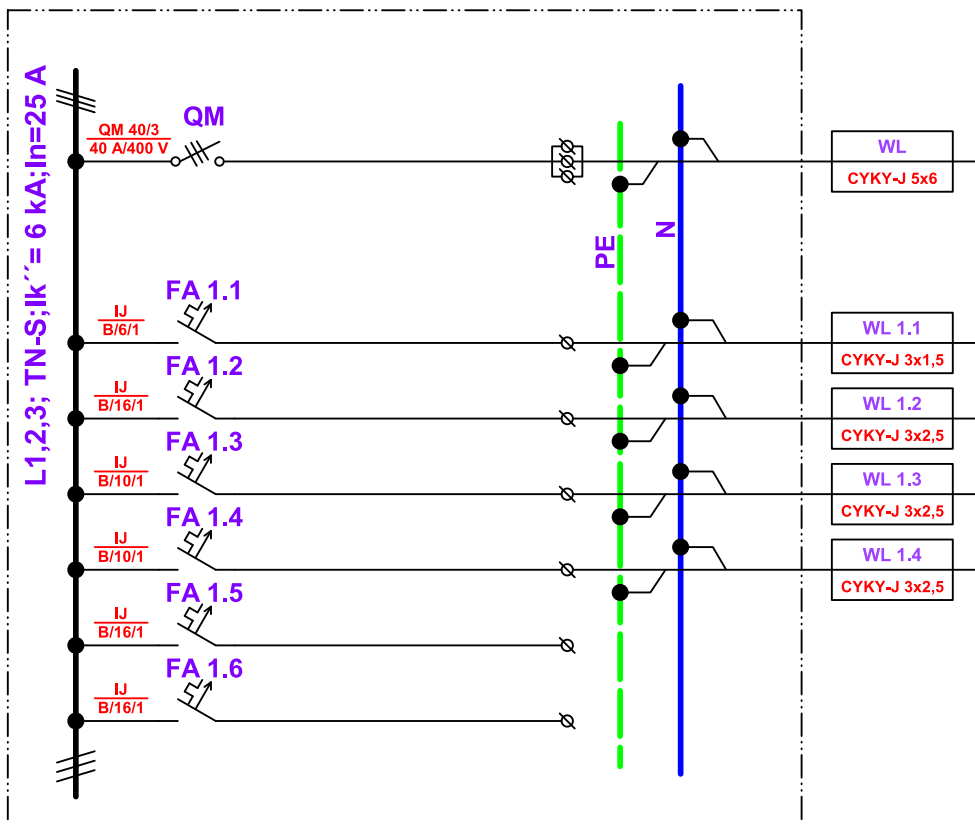 L1,2,3; TN-S;Ik´´= 6 kA;In=25 A
QM 40/3
40 A/400 V
QM
WL
CYKY-J 5x6
PE
N
IJ
B/6/1
FA 1.1
WL 1.1
CYKY-J 3x1,5
IJ
B/16/1
FA 1.2
WL 1.2
CYKY-J 3x2,5
IJ
B/10/1
FA 1.3
WL 1.3
CYKY-J 3x2,5
IJ
B/10/1
FA 1.4
WL 1.4
CYKY-J 3x2,5
IJ
B/16/1
FA 1.5
IJ
B/16/1
FA 1.6